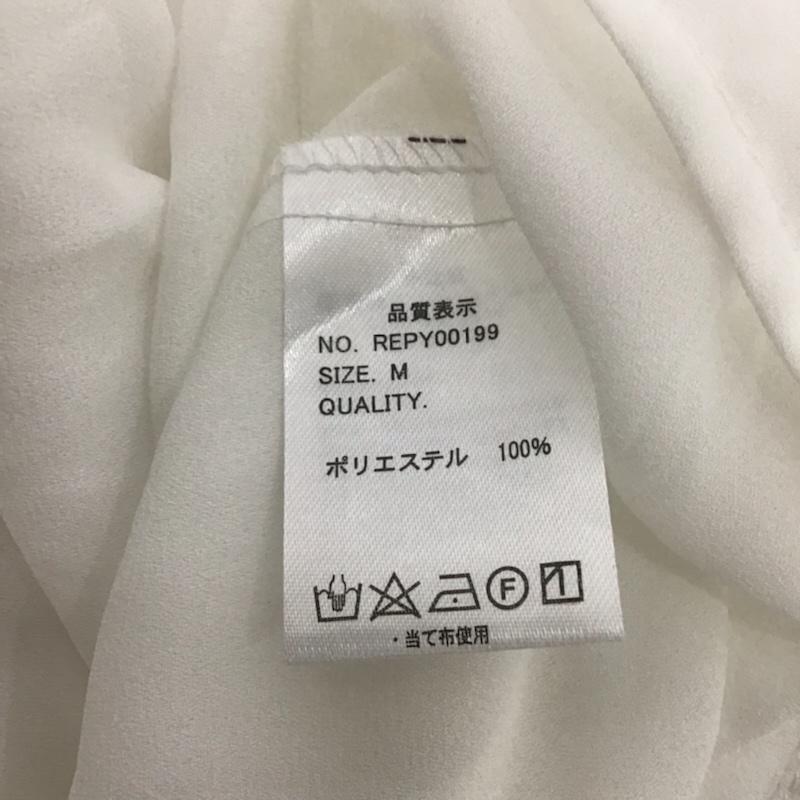 品質表示
NO. REPY00199
SIZE. M
QUALITY.
ポリエステル 100%
F
・当て布使用